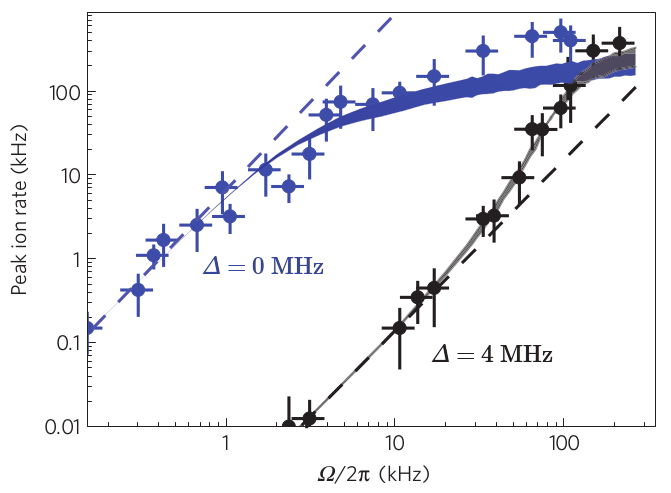 Peak ion rate (kHz)
100
10
1
0.1
0.01
Δ = 0 MHz
Δ = 4 MHz
1
10
100
Ω/2π (kHz)